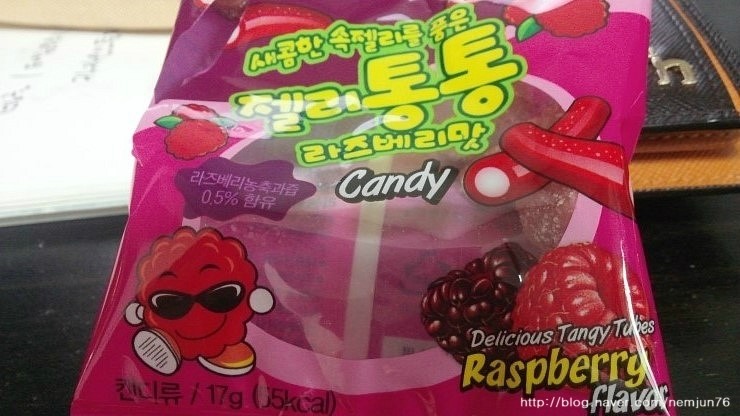 새콤한 속젤리를 품은
젤리통통
라즈베리맛
Candy
라즈베리농축과즙
0.5% 함유
Delicious Tangy Tubes
Raspberry
flavor
캔디류 / 17g (55kcal)
http://blog.naver.com/nemjun76